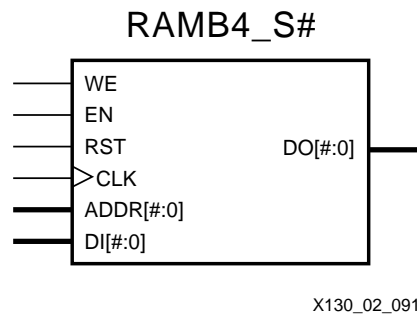 RAMB4_S#
WE
EN
RST
DO[#:0]
CLK
ADDR[#:0]
DI[#:0]
X130_02_091